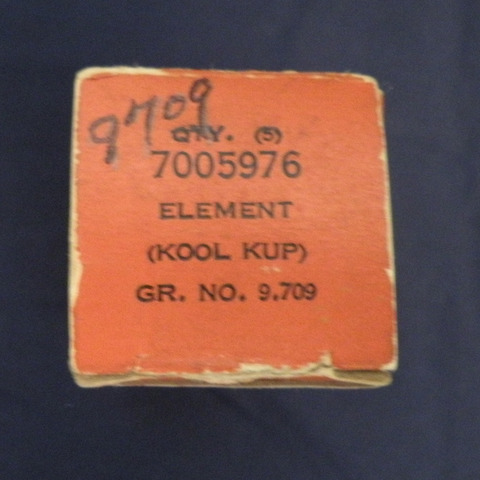 9709
QTY. (5)
7005976
ELEMENT
(KOOL KUP)
GR. NO. 9.709